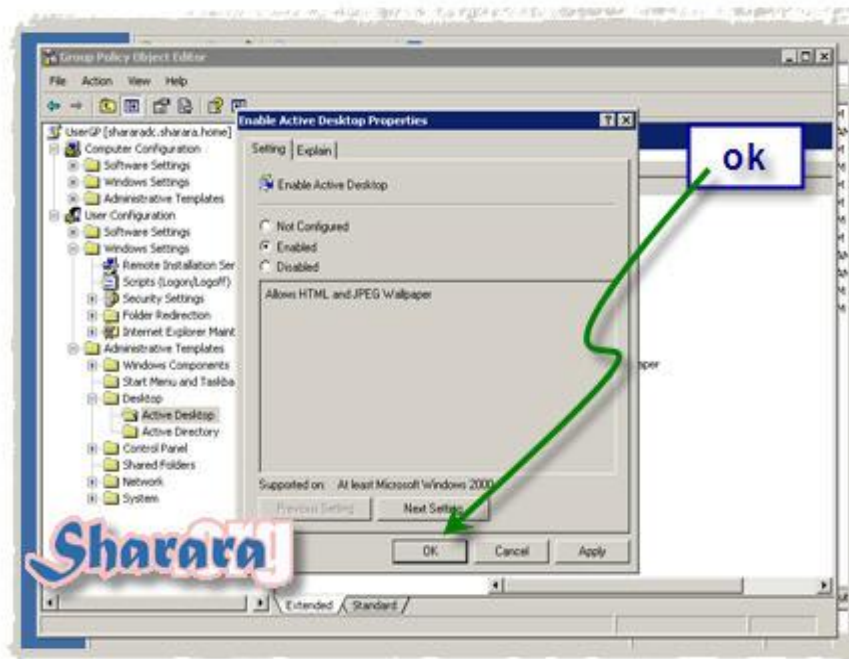 Group Policy Object Editor
File Action View Help
UserGP [shararadc.sharara.home]
Computer Configuration
Software Settings
Windows Settings
Administrative Templates
User Configuration
Software Settings
Windows Settings
Remote Installation Ser
Scripts (Logon/Logoff)
Security Settings
Folder Redirection
Internet Explorer Maint
Administrative Templates
Windows Components
Start Menu and Taskba
Desktop
Active Desktop
Active Directory
Control Panel
Shared Folders
Network
System
Enable Active Desktop Properties
Setting Explain
Enable Active Desktop
Not Configured
Enabled
Disabled
Allows HTML and JPEG Wallpaper
Supported on: At least Microsoft Windows 2000
Previous Setting Next Setting
OK Cancel Apply
ok
paper
Sharara
org
Extended Standard